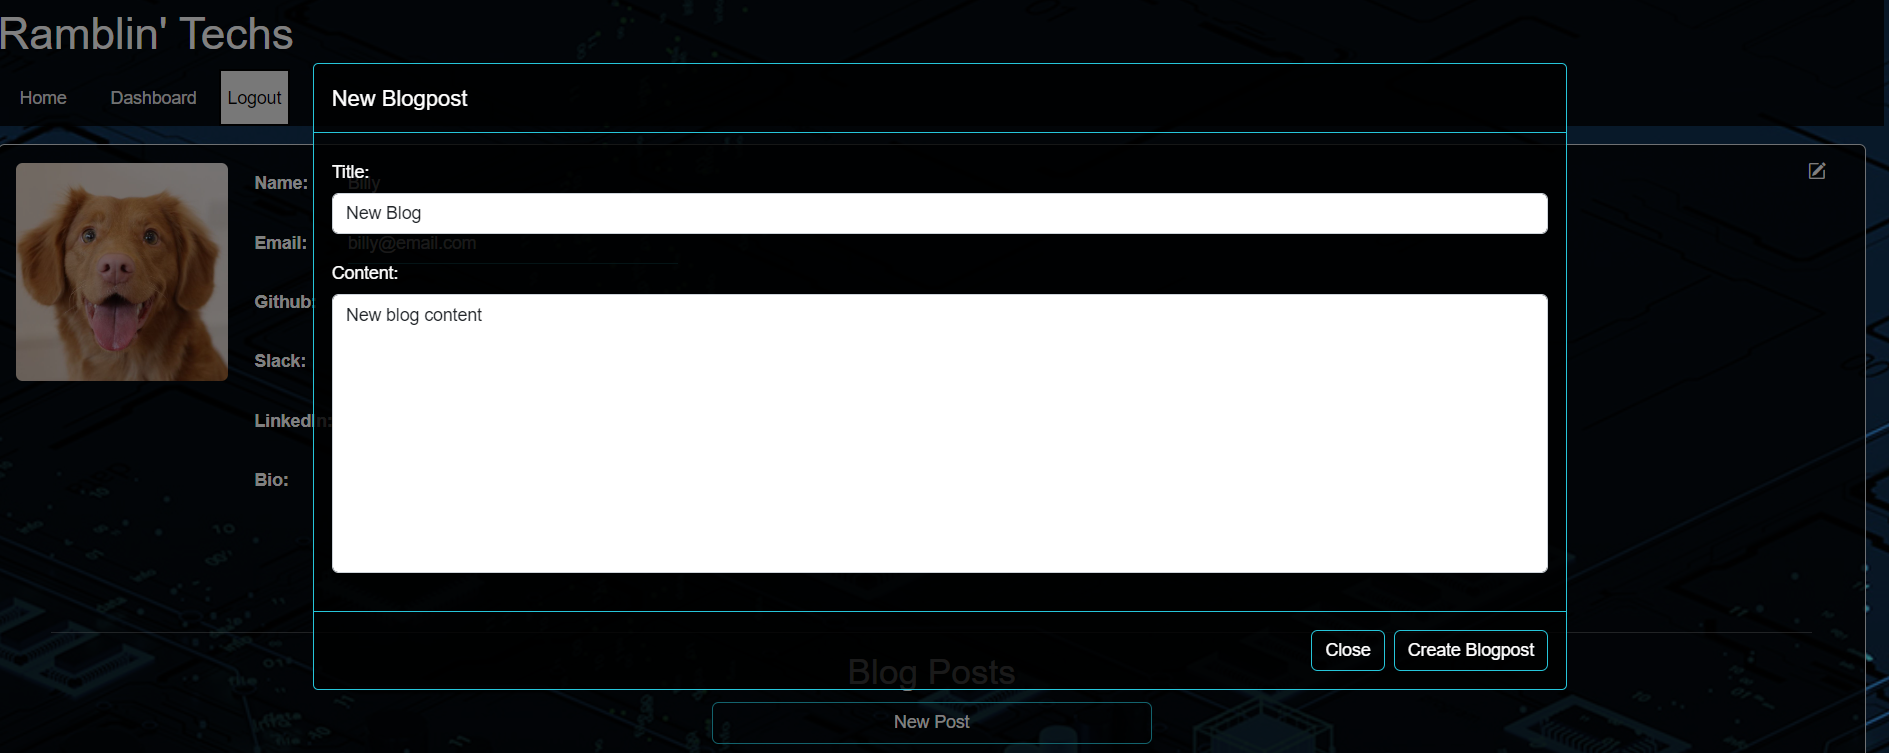 Ramblin' Techs
Home Dashboard Logout
New Blogpost
Title:
New Blog
Content:
New blog content
Close Create Blogpost
Name: Billy
Email: billy@email.com
Github:
Slack:
LinkedIn:
Bio:
Blog Posts
New Post